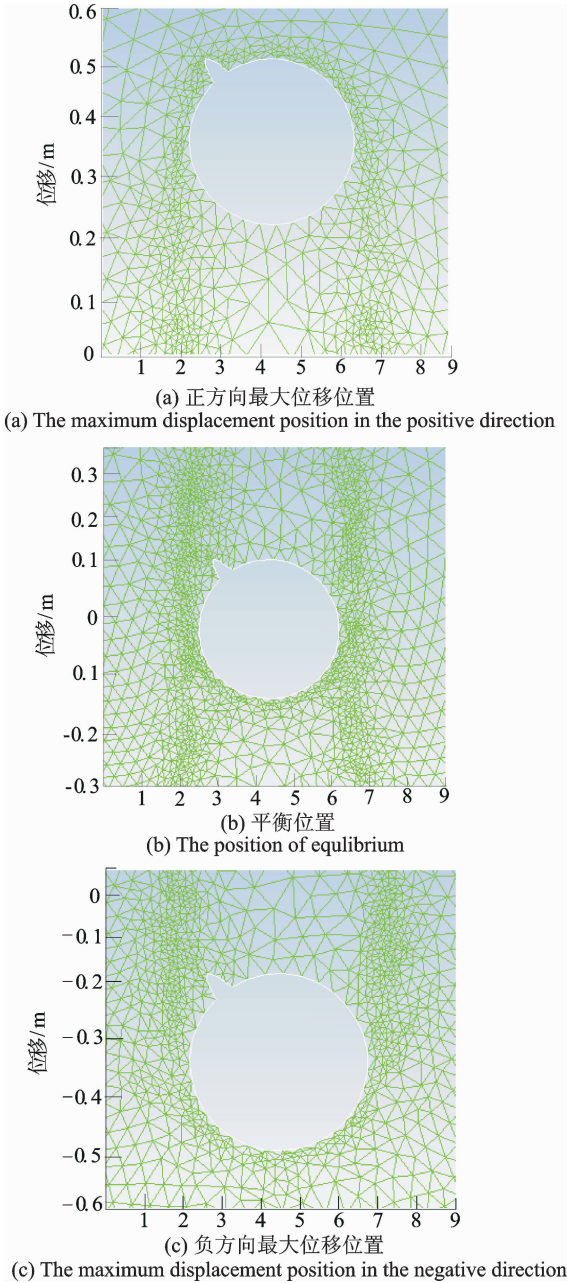 0.6
0.5
0.4
0.3
0.2
0.1
0
位移/m
1 2 3 4 5 6 7 8 9
(a) 正方向最大位移位置
(a) The maximum displacement position in the positive direction
0.3
0.2
0.1
0
0.1
-0.2
-0.3
位移/m
1 2 3 4 5 6 7 8 9
(b) 平衡位置
(b) The position of equlibrium
0
-0.1
-0.2
-0.3
-0.4
-0.5
-0.6
位移/m
1 2 3 4 5 6 7 8 9
(c) 负方向最大位移位置
(c) The maximum displacement position in the negative direction